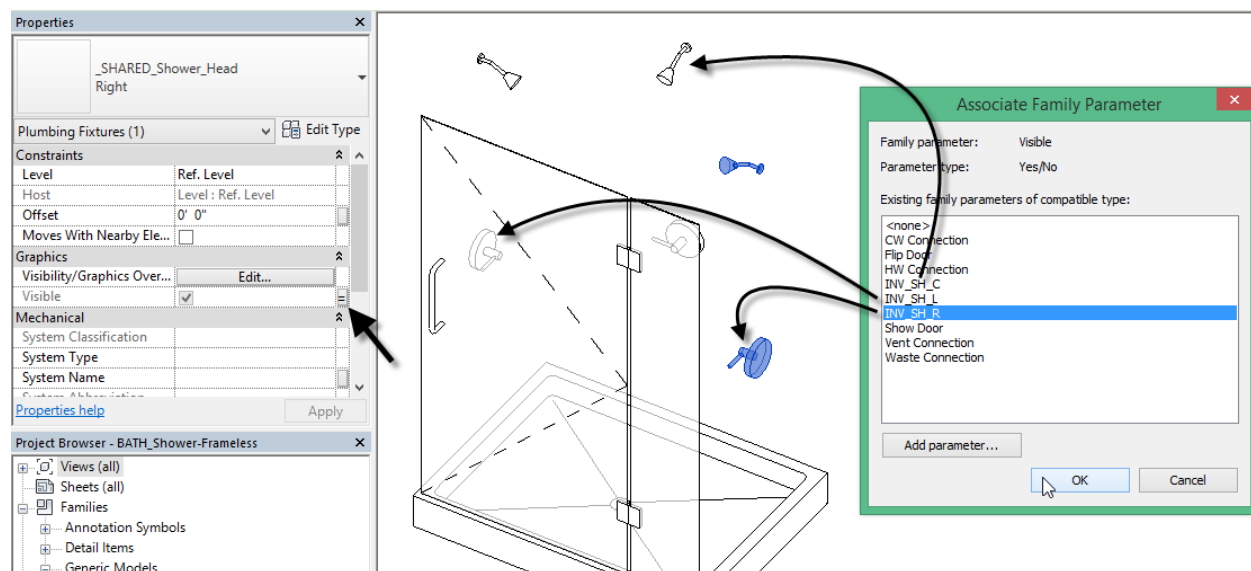 Properties
_SHARED_Shower_Head
Right
Plumbing Fixtures (1)
Edit Type
Constraints
Level Ref. Level
Host Level : Ref. Level
Offset 0' 0"
Moves With Nearby Ele...
Graphics
Visibility/Graphics Over... Edit...
Visible =
Mechanical
System Classification
System Type
System Name
System Abbreviation
Properties help Apply
Project Browser - BATH_Shower-Frameless
Views (all)
Sheets (all)
Families
Annotation Symbols
Detail Items
Generic Models
Associate Family Parameter
Family parameter: Visible
Parameter type: Yes/No
Existing family parameters of compatible type:
<none>
CW Connection
Flip Door
HW Connection
INV_SH_C
INV_SH_L
INV_SH_R
Show Door
Vent Connection
Waste Connection
Add parameter...
OK Cancel